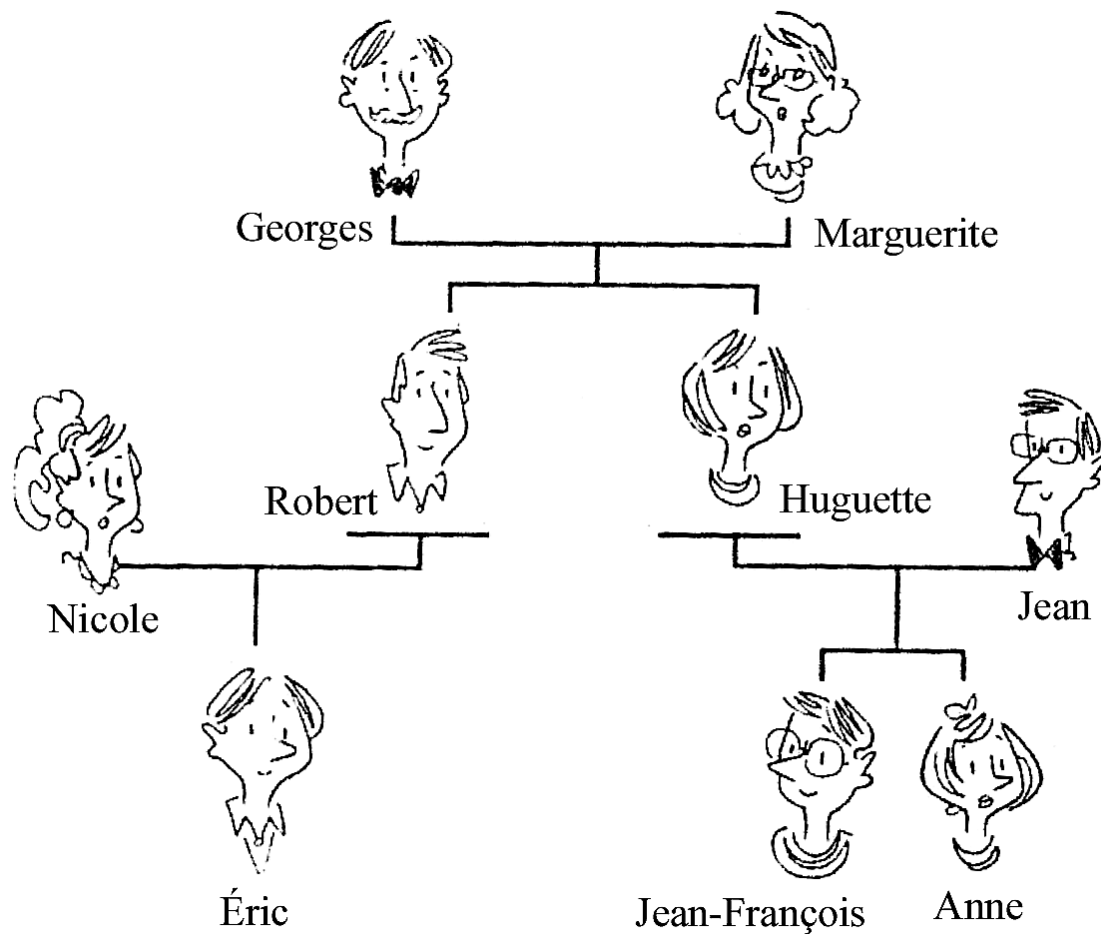 Georges
Marguerite
Robert
Huguette
Nicole
Jean
Éric
Jean-François
Anne